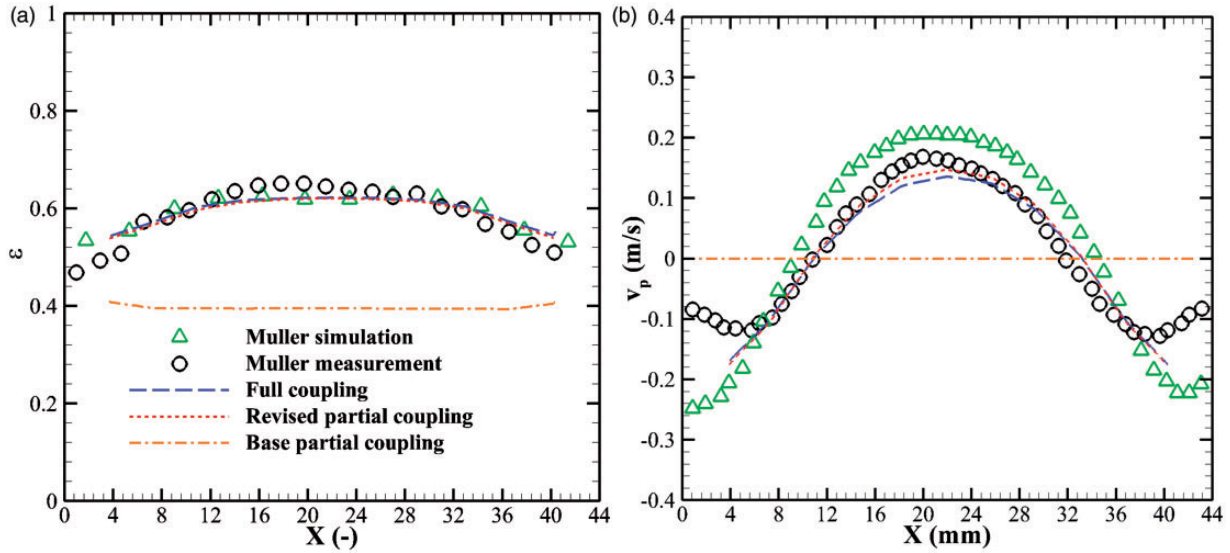 (a)
1
0.8
0.6
0.4
0.2
0
ε
0 4 8 12 16 20 24 28 32 36 40 44
X (-)
Muller simulation
Muller measurement
Full coupling
Revised partial coupling
Base partial coupling
(b)
0.4
0.3
0.2
0.1
0
-0.1
-0.2
-0.3
-0.4
vₚ (m/s)
0 4 8 12 16 20 24 28 32 36 40 44
X (mm)